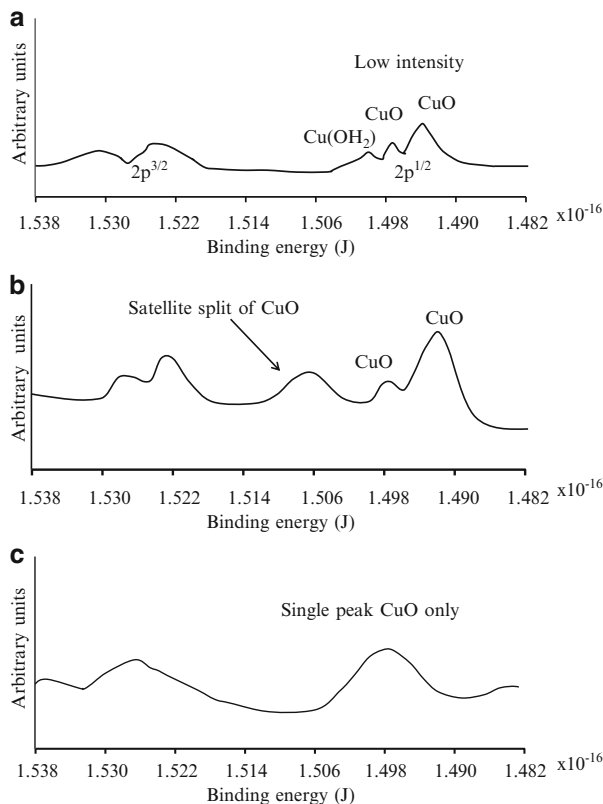 a
Arbitrary units
Low intensity
Cu(OH₂)
CuO
CuO
2p³/²
2p¹/²
1.538 1.530 1.522 1.514 1.506 1.498 1.490 1.482 x10⁻¹⁶
Binding energy (J)
b
Arbitrary units
Satellite split of CuO
CuO
CuO
1.538 1.530 1.522 1.514 1.506 1.498 1.490 1.482 x10⁻¹⁶
Binding energy (J)
c
Arbitrary units
Single peak CuO only
1.538 1.530 1.522 1.514 1.506 1.498 1.490 1.482 x10⁻¹⁶
Binding energy (J)